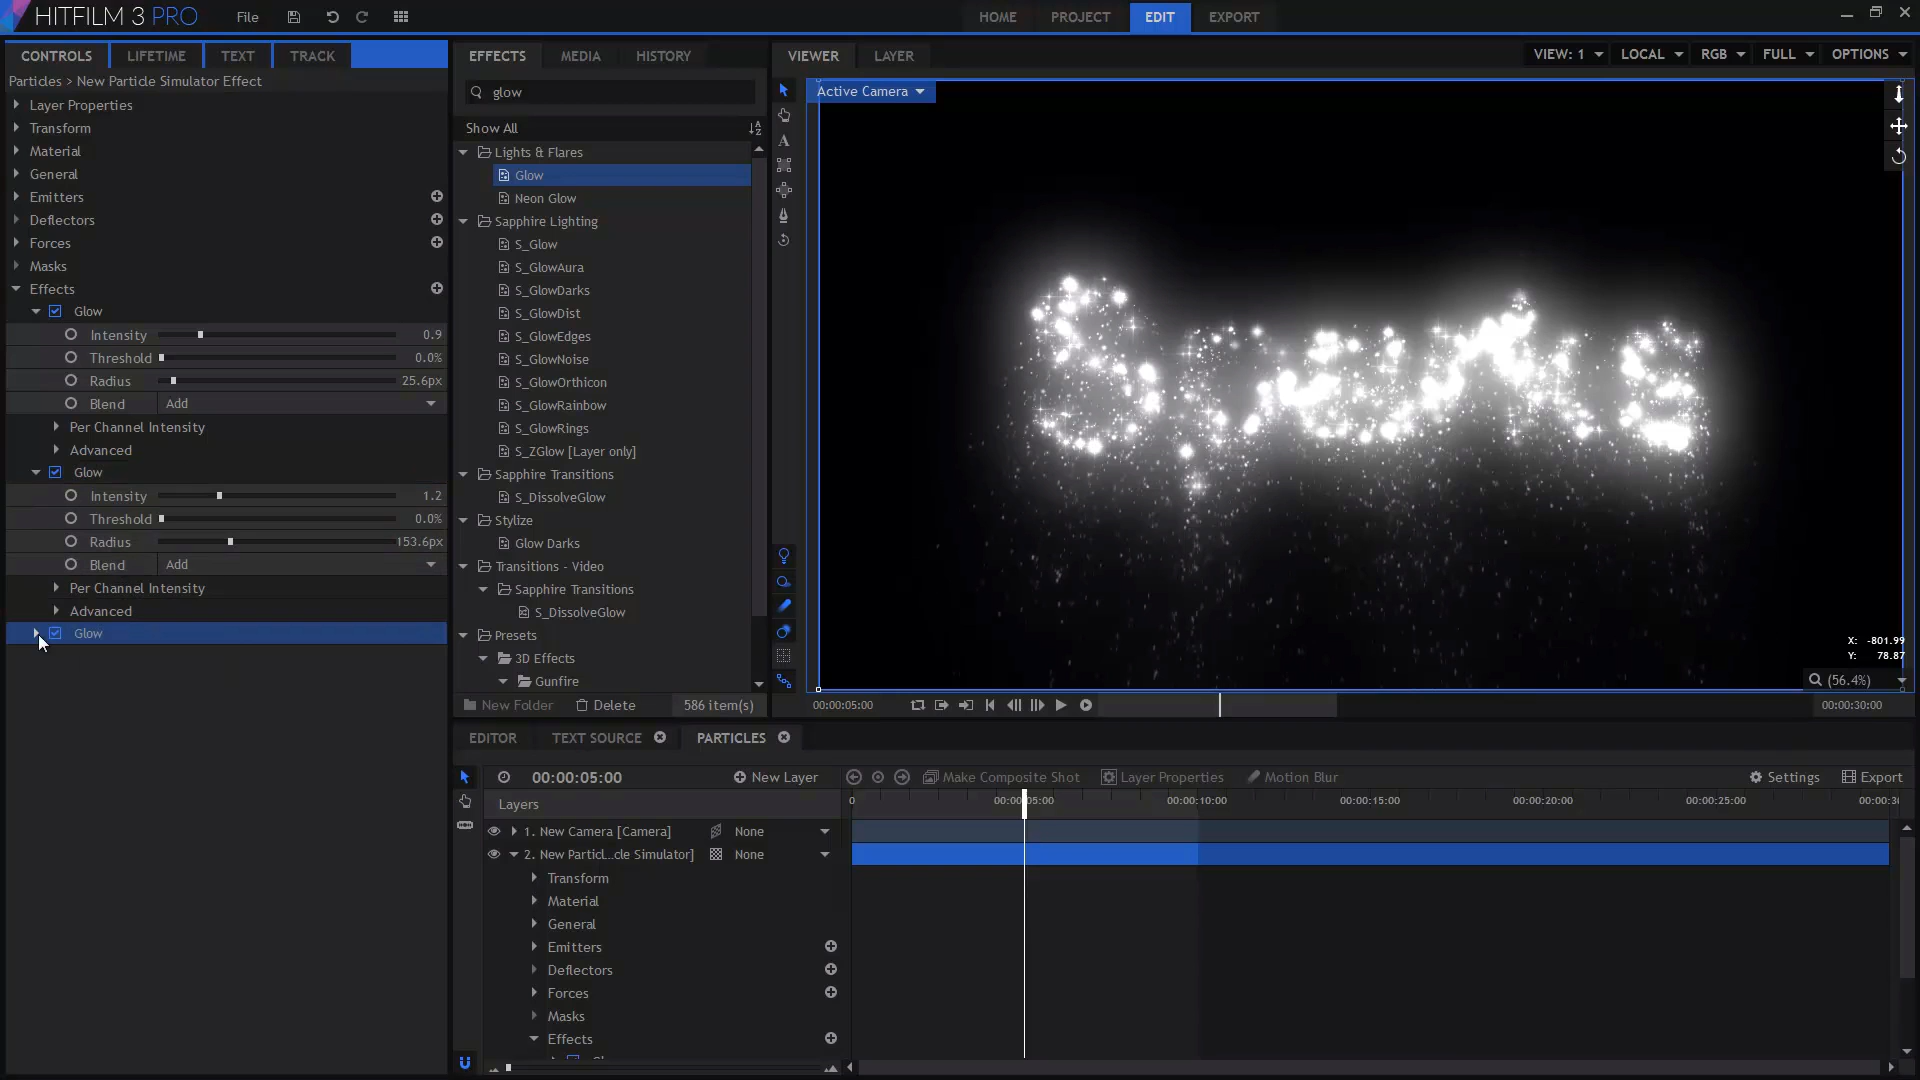 HITFILM 3 PRO
File
HOME
PROJECT
EDIT
EXPORT
CONTROLS
LIFETIME
TEXT
TRACK
Particles > New Particle Simulator Effect
Layer Properties
Transform
Material
General
Emitters
Deflectors
Forces
Masks
Effects
Glow
Intensity 0.9
Threshold 0.0%
Radius 25.6px
Blend Add
Per Channel Intensity
Advanced
Glow
Intensity 1.2
Threshold 0.0%
Radius 153.6px
Blend Add
Per Channel Intensity
Advanced
Glow
EFFECTS
MEDIA
HISTORY
glow
Show All
Lights & Flares
Glow
Neon Glow
Sapphire Lighting
S_Glow
S_GlowAura
S_GlowDarks
S_GlowDist
S_GlowEdges
S_GlowNoise
S_GlowOrthicon
S_GlowRainbow
S_GlowRings
S_ZGlow [Layer only]
Sapphire Transitions
S_DissolveGlow
Stylize
Glow Darks
Transitions - Video
Sapphire Transitions
S_DissolveGlow
Presets
3D Effects
Gunfire
New Folder
Delete
586 item(s)
VIEWER
LAYER
VIEW: 1
LOCAL
RGB
FULL
OPTIONS
Active Camera
X: -801.99
Y: 78.87
(56.4%)
00:00:05:00
00:00:30:00
EDITOR
TEXT SOURCE
PARTICLES
00:00:05:00
New Layer
Make Composite Shot
Layer Properties
Motion Blur
Settings
Export
Layers
0
00:00:05:00
00:00:10:00
00:00:15:00
00:00:20:00
00:00:25:00
1. New Camera [Camera]
None
2. New Particl...cle Simulator]
None
Transform
Material
General
Emitters
Deflectors
Forces
Masks
Effects